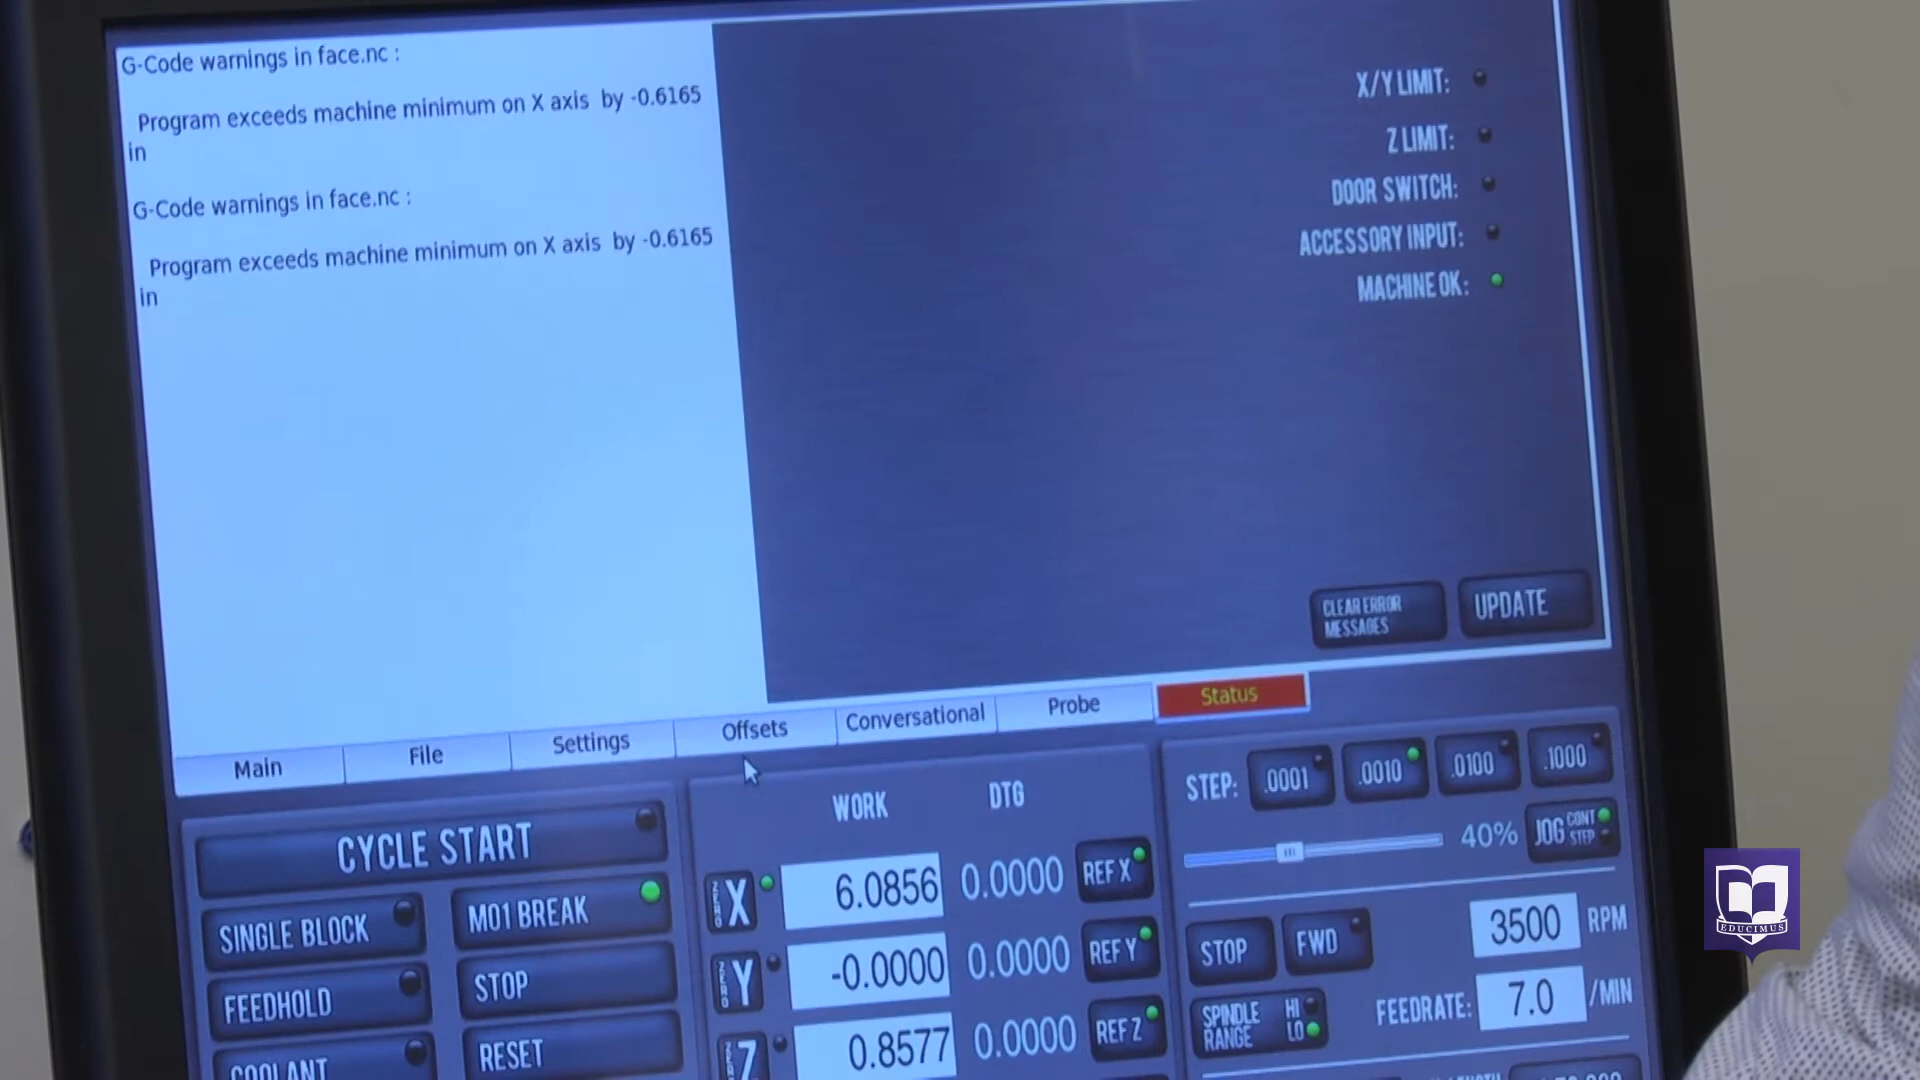 G-Code warnings in face.nc :
Program exceeds machine minimum on X axis by -0.6165
in
G-Code warnings in face.nc :
Program exceeds machine minimum on X axis by -0.6165
in
X/Y LIMIT:
Z LIMIT:
DOOR SWITCH:
ACCESSORY INPUT:
MACHINE OK:
CLEAR ERROR
MESSAGES
UPDATE
Main
File
Settings
Offsets
Conversational
Probe
Status
CYCLE START
SINGLE BLOCK
M01 BREAK
FEEDHOLD
STOP
COOLANT
RESET
WORK
DTG
ZERO
X
6.0856
0.0000
REF X
ZERO
Y
-0.0000
0.0000
REF Y
Z
0.8577
0.0000
REF Z
STEP:
.0001
.0010
.0100
.1000
40%
JOG
CONT
STEP
STOP
FWD
3500
RPM
SPINDLE
RANGE
HI
LO
FEEDRATE:
7.0
/MIN
EDUCIMUS